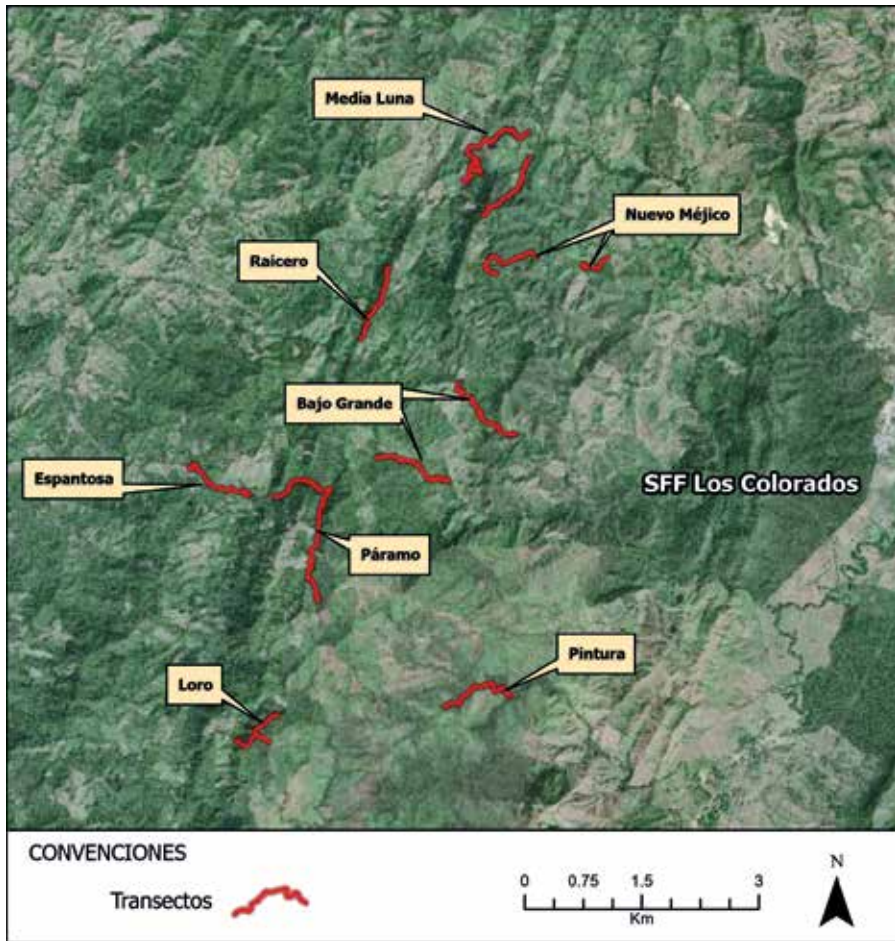 Media Luna
Nuevo Méjico
Raicero
Bajo Grande
Espantosa
SFF Los Colorados
Páramo
Pintura
Loro
CONVENCIONES
Transectos
0 0.75 1.5 3
Km
N